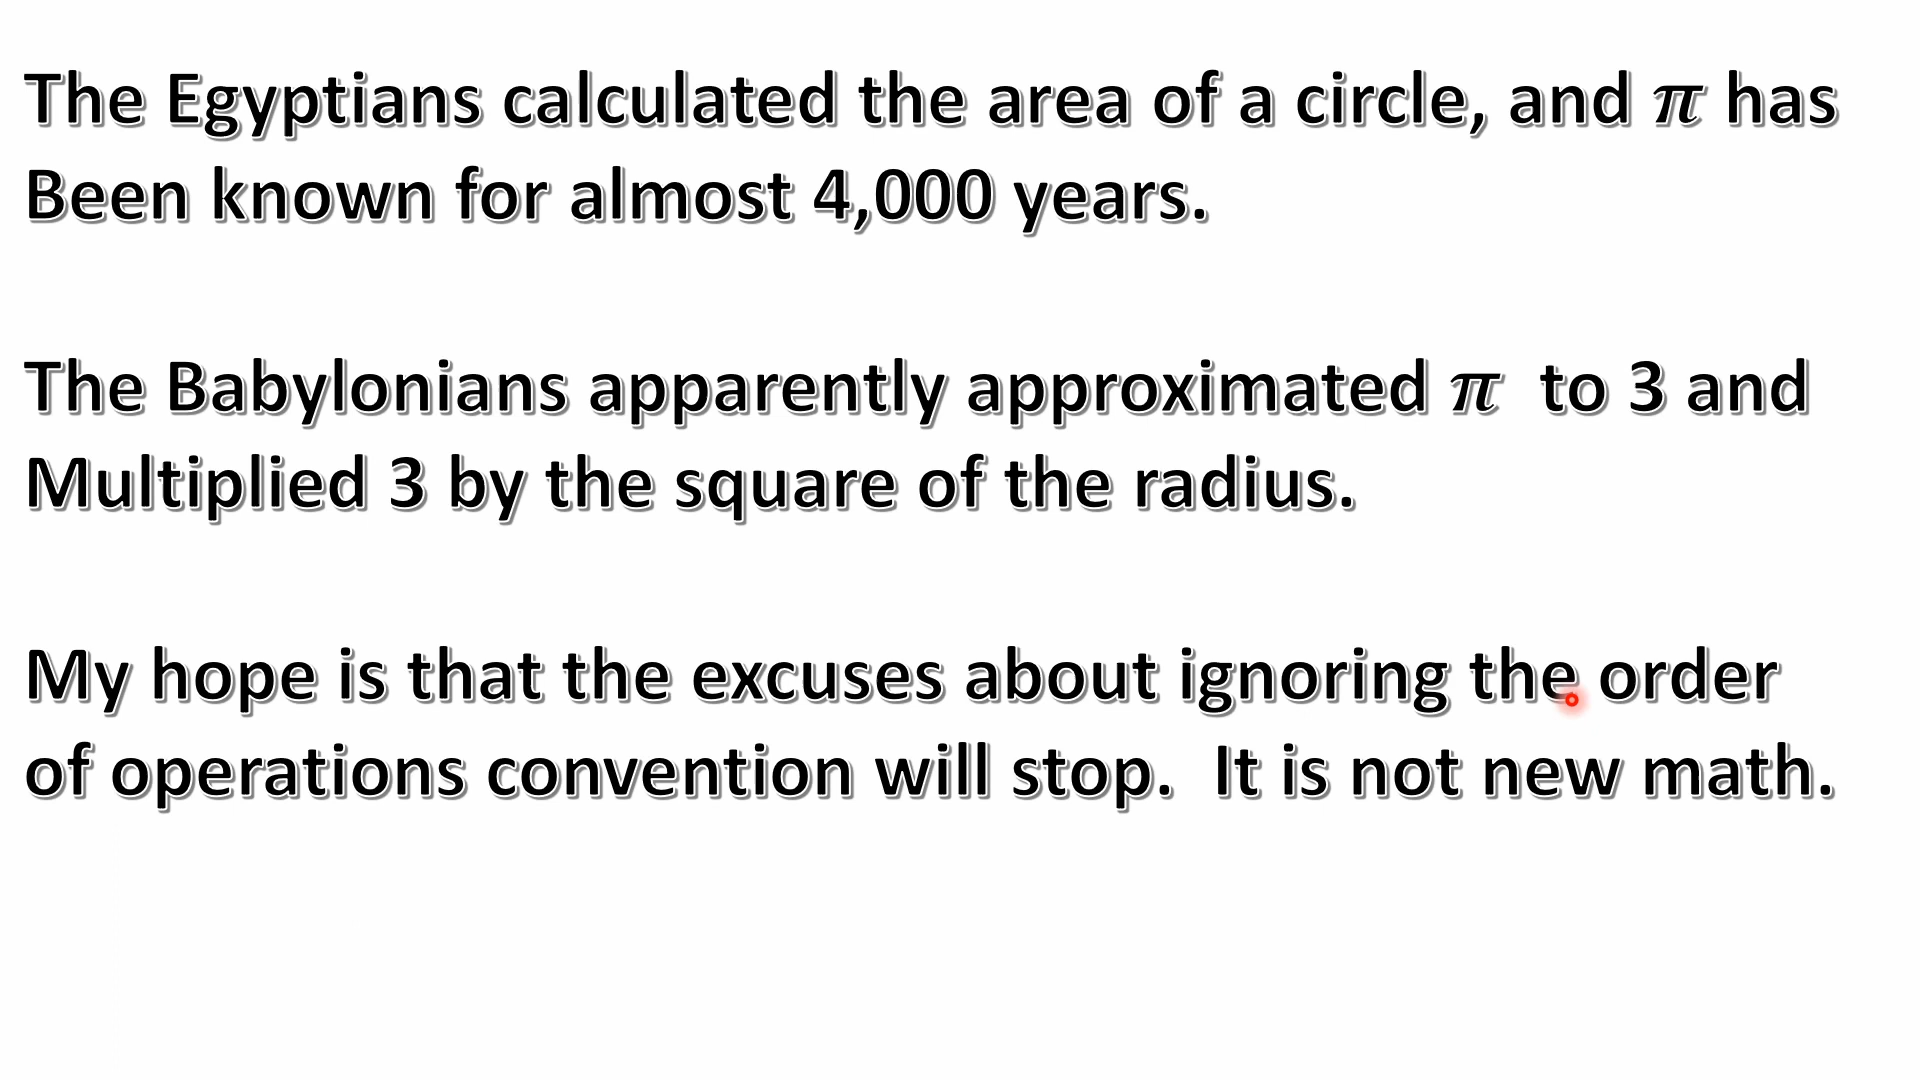 The Egyptians calculated the area of a circle, and π has
Been known for almost 4,000 years.
The Babylonians apparently approximated π to 3 and
Multiplied 3 by the square of the radius.
My hope is that the excuses about ignoring the order
of operations convention will stop. It is not new math.